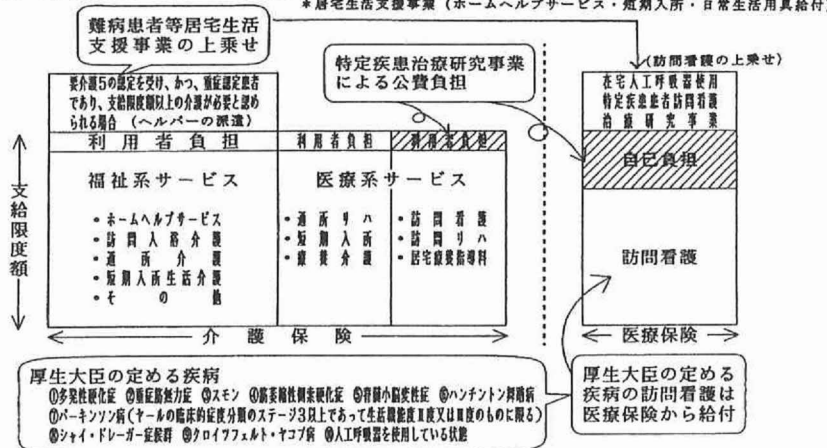 *居宅生活支援事業(ホームヘルプサービス・短期入所・日常生活用具給付)
難病患者等居宅生活
支援事業の上乗せ
特定疾患治療研究事業
による公費負担
(訪問看護の上乗せ)
要介護5の認定を受け、かつ、重症認定患者
であり、支給限度額以上の介護が必要と認め
られる場合 (ヘルパーの派遣)
在宅人工呼吸器使用
特定疾患患者訪問看護
治療研究事業
利用者負担
利用者負担
利用者負担
自己負担
支給限度額
福祉系サービス
・ホームヘルプサービス
・訪問入浴介護
・通所介護
・短期入所生活介護
・その他
医療系サービス
・通所リハ
・短期入所
・療養介護
・訪問看護
・訪問リハ
・居宅療養指導料
訪問看護
介護保険
医療保険
厚生大臣の定める疾病
①多発性硬化症 ②重症筋無力症 ③スモン ④筋萎縮性側索硬化症 ⑤脊髄小脳変性症 ⑥ハンチントン舞踏病
⑦パーキンソン病(ヤールの臨床的症度分類のステージ3以上であって生活機能度Ⅱ度又はⅢ度のものに限る)
⑧シャイ・ドレーガー症候群 ⑨クロイツフェルト・ヤコブ病 ⑩人工呼吸器を使用している状態
厚生大臣の定める
疾病の訪問看護は
医療保険から給付